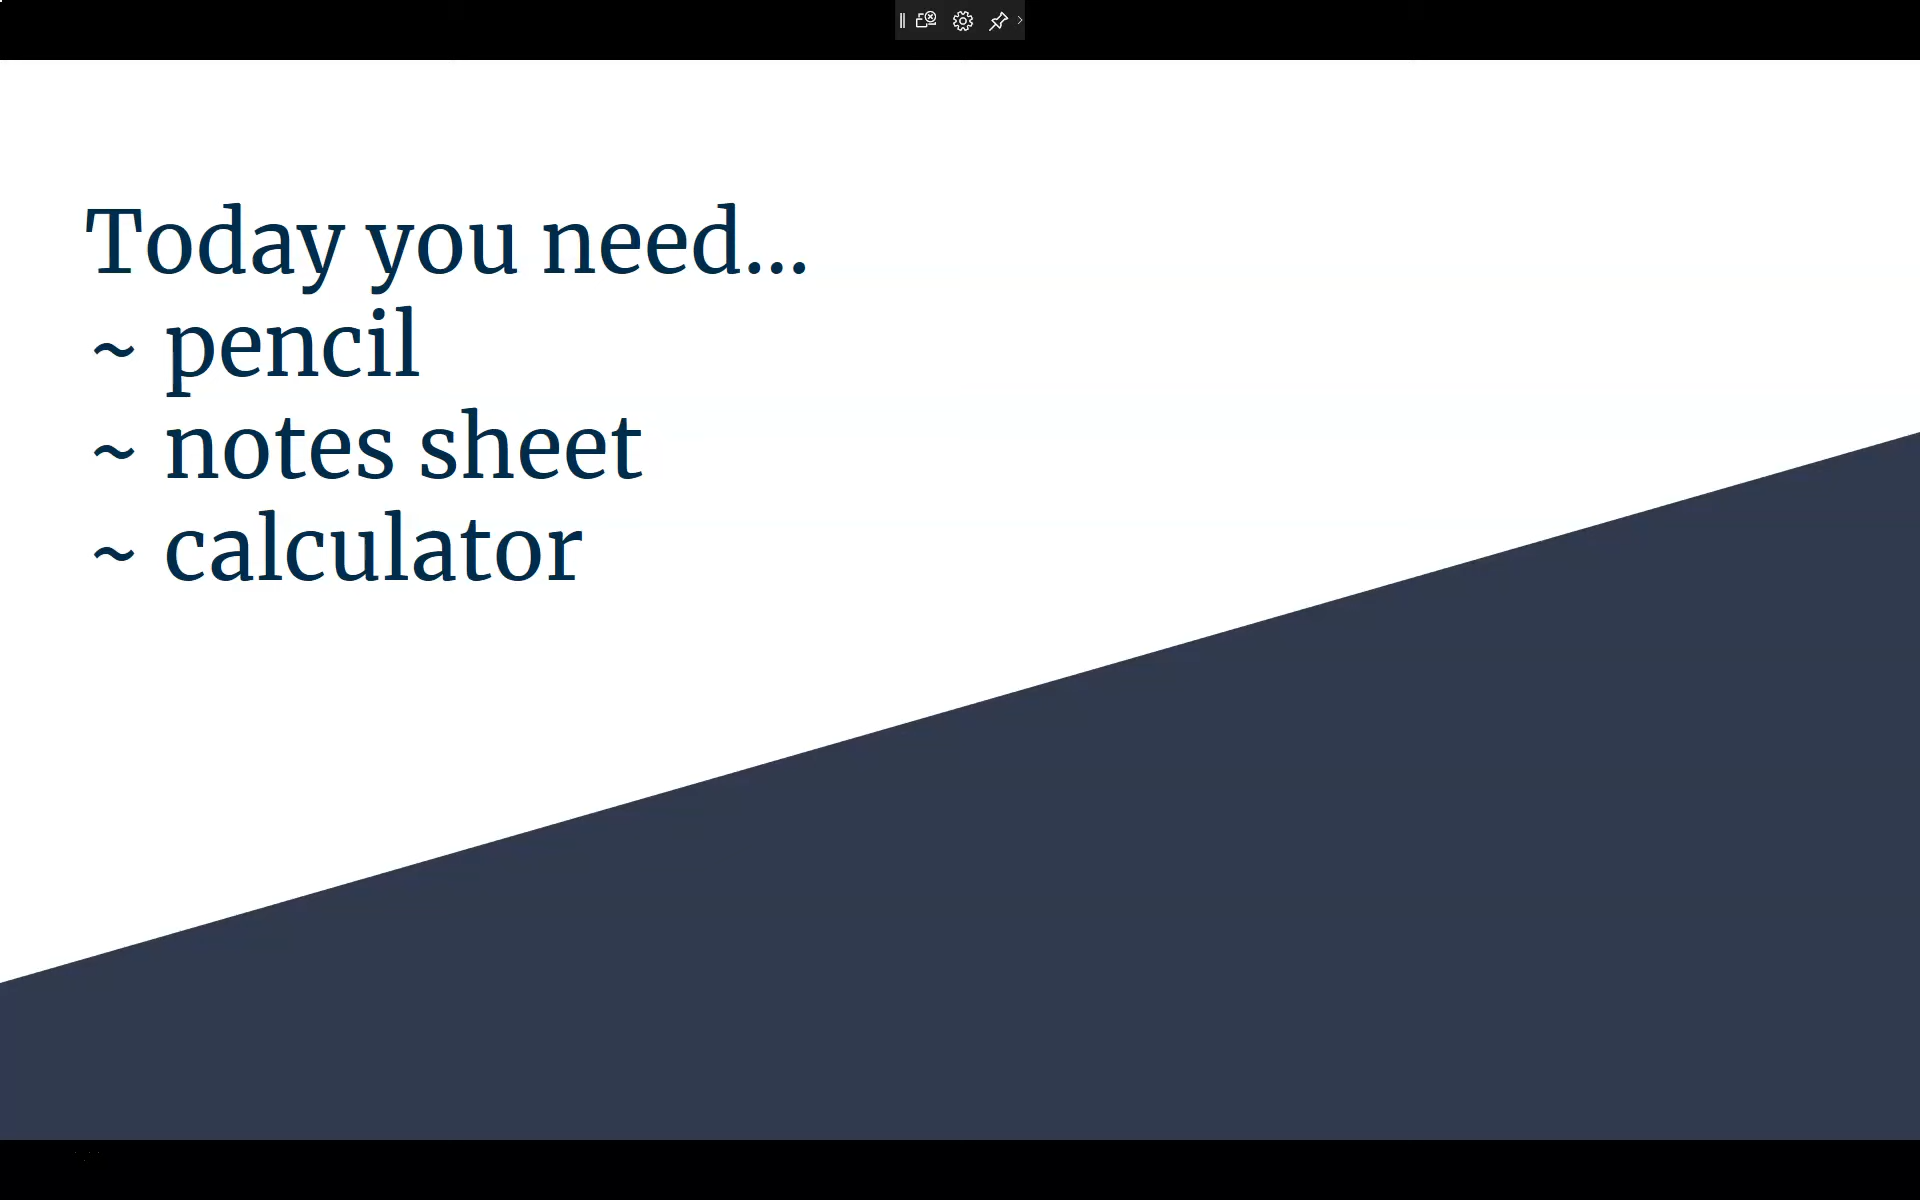 Today you need...
~ pencil
~ notes sheet
~ calculator